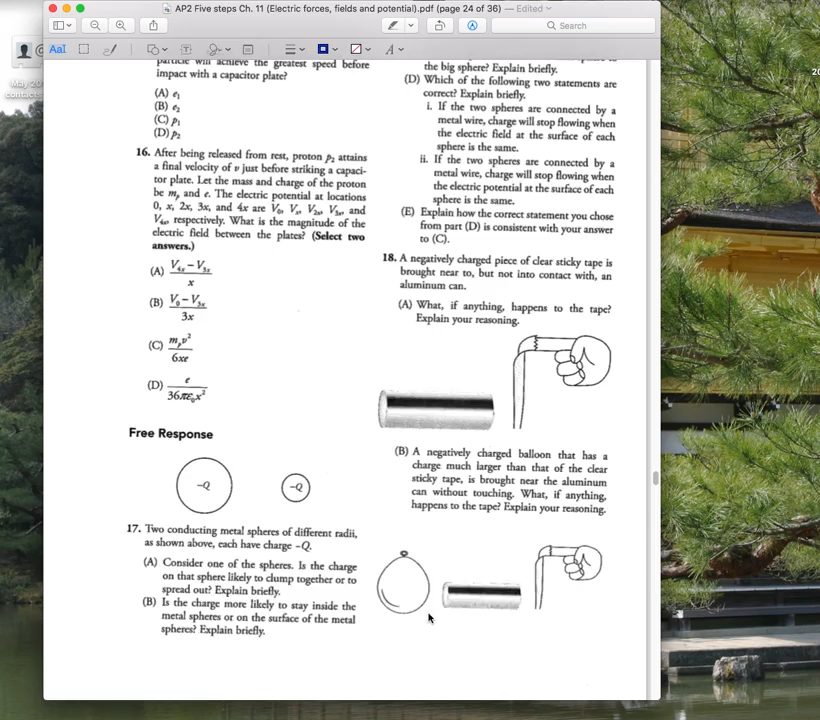 AP2 Five steps Ch. 11 (Electric forces, fields and potential).pdf (page 24 of 36) — Edited
Search
AaI
A
May 20
contacts
20
particle will achieve the greatest speed before
impact with a capacitor plate?
(A) e₁
(B) e₂
(C) p₁
(D) p₂
16. After being released from rest, proton p₂ attains
a final velocity of v just before striking a capaci-
tor plate. Let the mass and charge of the proton
be mₚ and e. The electric potential at locations
0, x, 2x, 3x, and 4x are V₀, Vₓ, V₂ₓ, V₃ₓ, and
V₄ₓ, respectively. What is the magnitude of the
electric field between the plates? (Select two
answers.)
(A) V₄ₓ – V₃ₓ
x
(B) V₀ – V₃ₓ
3x
(C) mₚv²
6xe
(D) e
36πε₀x²
Free Response
–Q
–Q
17. Two conducting metal spheres of different radii,
as shown above, each have charge –Q.
(A) Consider one of the spheres. Is the charge
on that sphere likely to clump together or to
spread out? Explain briefly.
(B) Is the charge more likely to stay inside the
metal spheres or on the surface of the metal
spheres? Explain briefly.
the big sphere? Explain briefly.
(D) Which of the following two statements are
correct? Explain briefly.
i. If the two spheres are connected by a
metal wire, charge will stop flowing when
the electric field at the surface of each
sphere is the same.
ii. If the two spheres are connected by a
metal wire, charge will stop flowing when
the electric potential at the surface of each
sphere is the same.
(E) Explain how the correct statement you chose
from part (D) is consistent with your answer
to (C).
18. A negatively charged piece of clear sticky tape is
brought near to, but not into contact with, an
aluminum can.
(A) What, if anything, happens to the tape?
Explain your reasoning.
(B) A negatively charged balloon that has a
charge much larger than that of the clear
sticky tape, is brought near the aluminum
can without touching. What, if anything,
happens to the tape? Explain your reasoning.